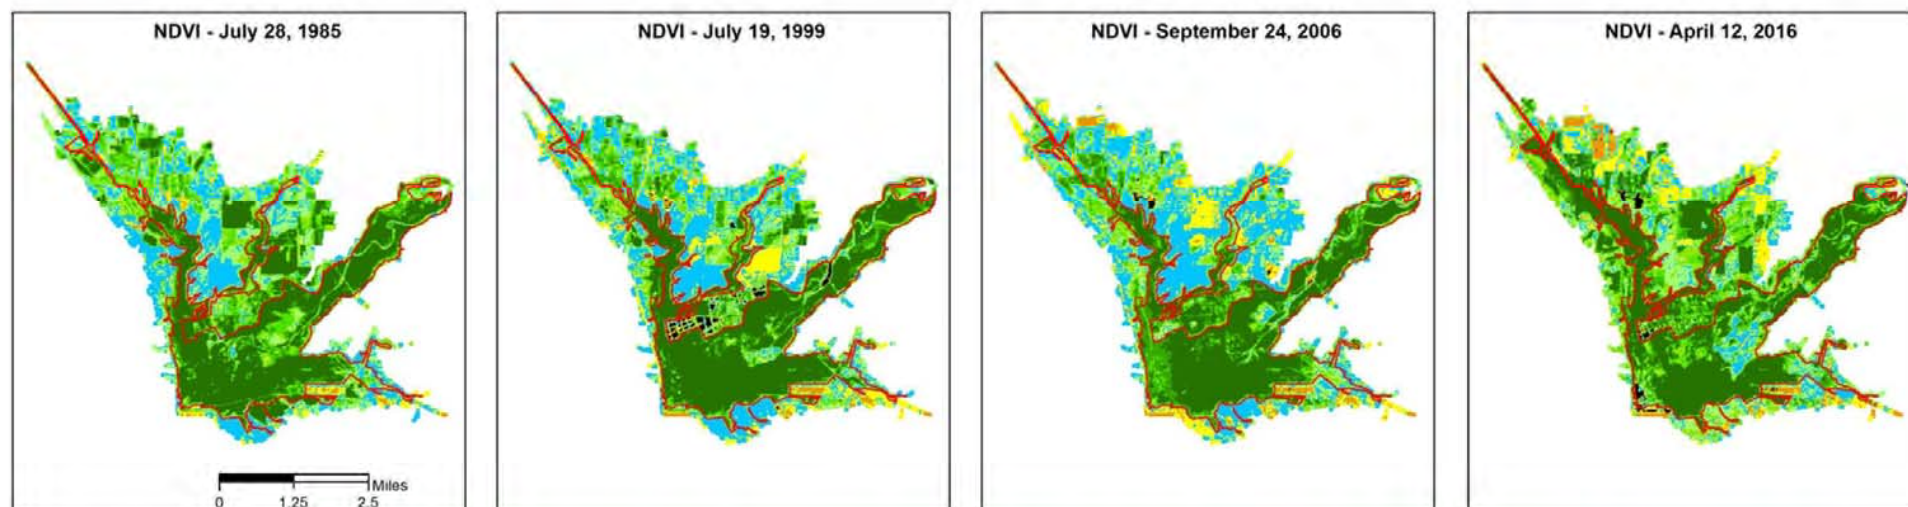 NDVI - July 28, 1985
NDVI - July 19, 1999
NDVI - September 24, 2006
NDVI - April 12, 2016
Miles
0 1.25 2.5